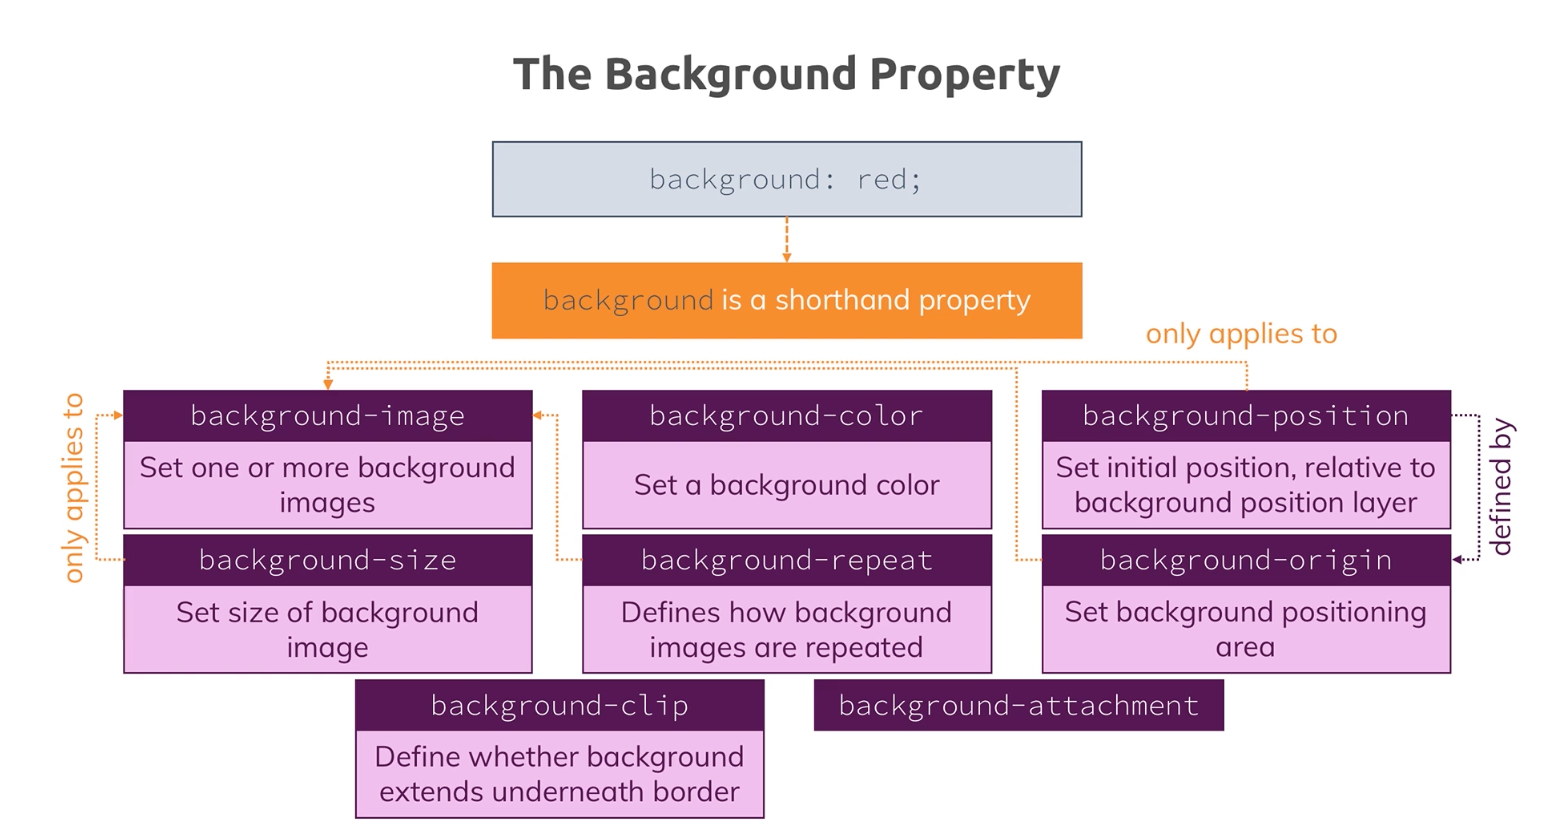 The Background Property
background: red;
background is a shorthand property
only applies to
only applies to
background-image
Set one or more background
images
background-color
Set a background color
background-position
Set initial position, relative to
background position layer
defined by
background-size
Set size of background
image
background-repeat
Defines how background
images are repeated
background-origin
Set background positioning
area
background-clip
Define whether background
extends underneath border
background-attachment